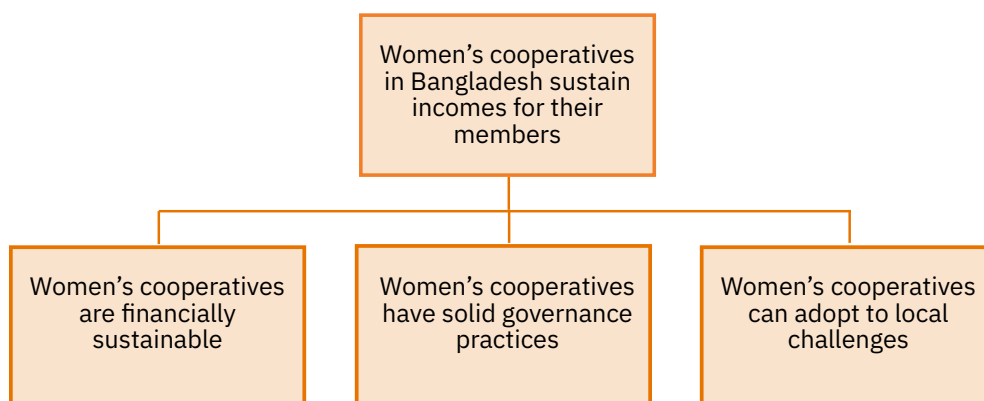 Women’s cooperatives
in Bangladesh sustain
incomes for their
members
Women’s cooperatives
are financially
sustainable
Women’s cooperatives
have solid governance
practices
Women’s cooperatives
can adopt to local
challenges